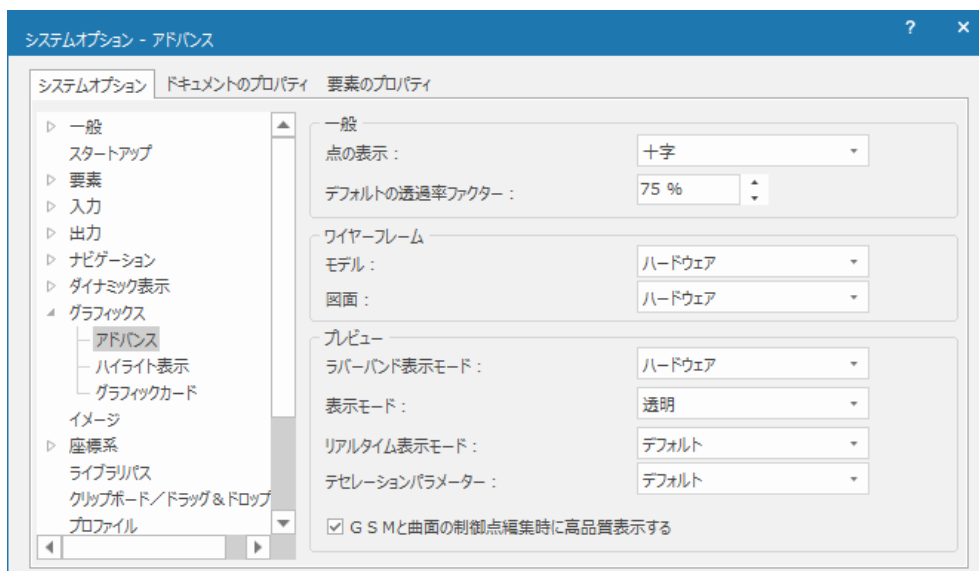 システムオプション - アドバンス
システムオプション ドキュメントのプロパティ 要素のプロパティ
一般
スタートアップ
要素
入力
出力
ナビゲーション
ダイナミック表示
グラフィックス
アドバンス
ハイライト表示
グラフィックカード
イメージ
座標系
ライブラリパス
クリップボード／ドラッグ＆ドロップ
プロファイル
一般
点の表示： 十字
デフォルトの透過率ファクター： 75 %
ワイヤーフレーム
モデル： ハードウェア
図面： ハードウェア
プレビュー
ラバーバンド表示モード： ハードウェア
表示モード： 透明
リアルタイム表示モード： デフォルト
テセレーションパラメーター： デフォルト
ＧＳＭと曲面の制御点編集時に高品質表示する